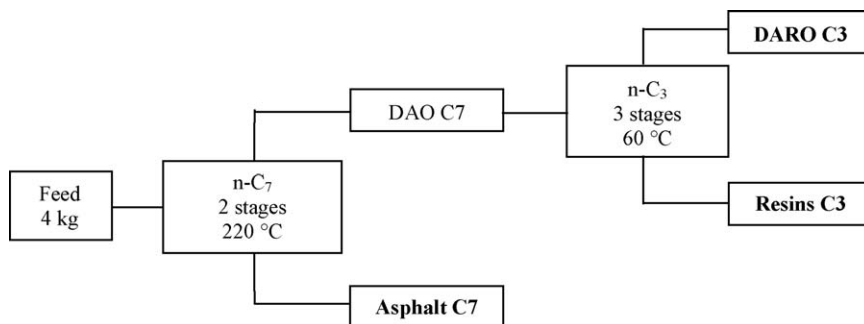 Feed
4 kg
n-C₇
2 stages
220 °C
DAO C7
Asphalt C7
n-C₃
3 stages
60 °C
DARO C3
Resins C3